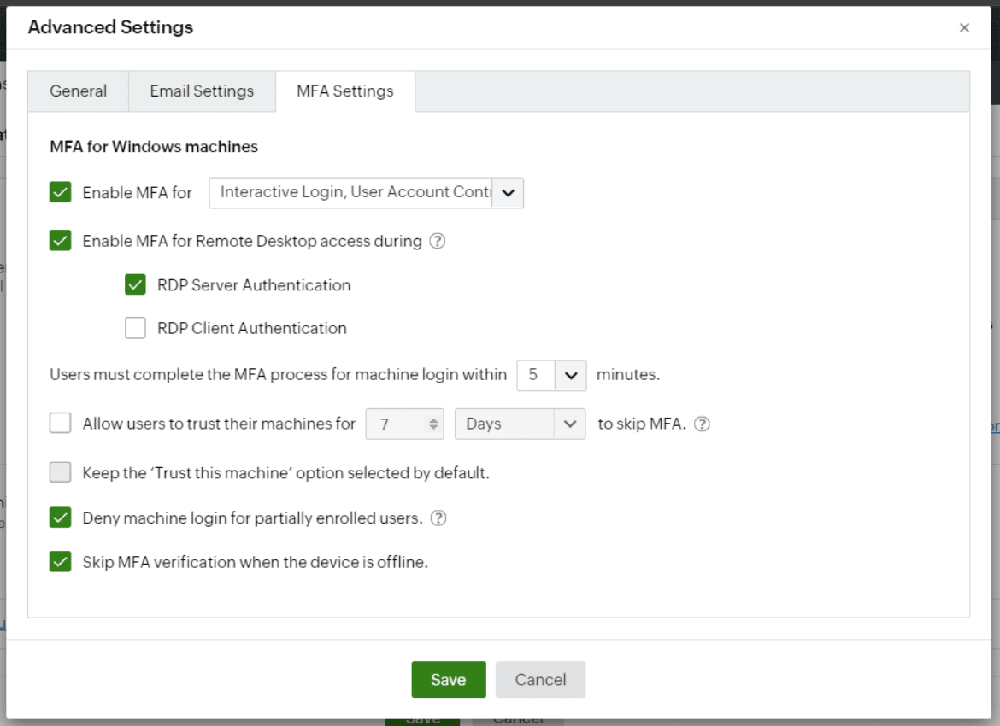 Advanced Settings
General
Email Settings
MFA Settings
MFA for Windows machines
Enable MFA for Interactive Login, User Account
Enable MFA for Remote Desktop access during ?
RDP Server Authentication
RDP Client Authentication
Users must complete the MFA process for machine login within 5 minutes.
Allow users to trust their machines for 7 Days to skip MFA. ?
Keep the ‘Trust this machine’ option selected by default.
Deny machine login for partially enrolled users. ?
Skip MFA verification when the device is offline.
Save
Cancel
Save
Cancel